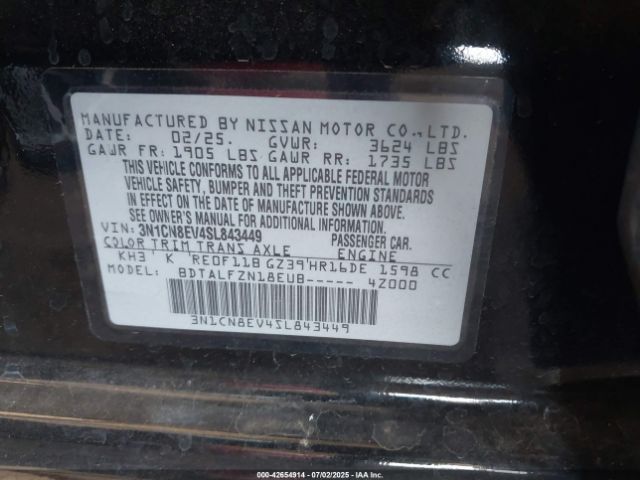 MANUFACTURED BY NISSAN MOTOR CO., LTD.
DATE: 02/25. GVWR: 3624 LBS
GAWR FR: 1905 LBS GAWR RR: 1735 LBS
THIS VEHICLE CONFORMS TO ALL APPLICABLE FEDERAL MOTOR
VEHICLE SAFETY, BUMPER AND THEFT PREVENTION STANDARDS
IN EFFECT ON THE DATE OF MANUFACTURE SHOWN ABOVE.
SEE OWNER'S MANUAL FOR ADDITIONAL INFORMATION.
VIN: 3N1CN8EV4SL843449 PASSENGER CAR.
COLOR TRIM TRANS AXLE ENGINE
KH3 K RE0F11B GZ39 HR16DE 1598 CC
MODEL: BDTALFZN18EUB----- 4Z000
3N1CN8EV4SL843449
000-42654914 | 07/02/2025 | IAA Inc.